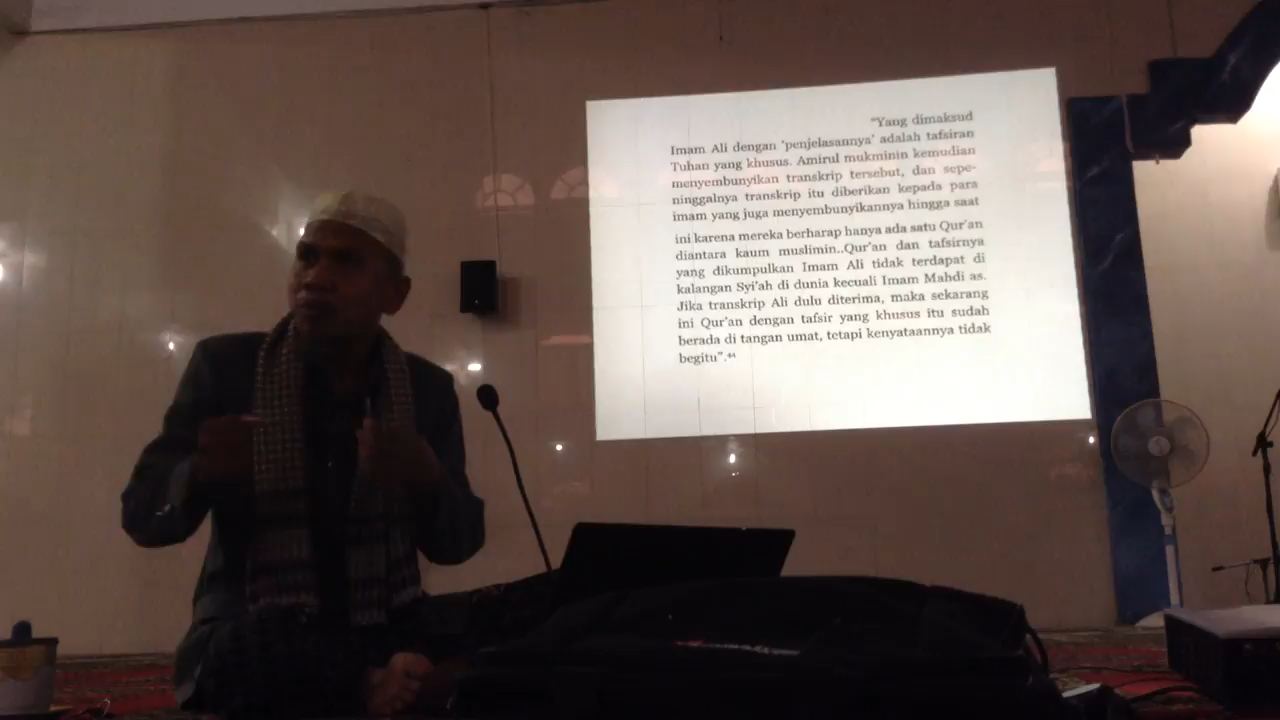 “Yang dimaksud
Imam Ali dengan ‘penjelasannya’ adalah tafsiran
Tuhan yang khusus. Amirul mukminin kemudian
menyembunyikan transkrip tersebut, dan sepe-
ninggalnya transkrip itu diberikan kepada para
imam yang juga menyembunyikannya hingga saat
ini karena mereka berharap hanya ada satu Qur’an
diantara kaum muslimin..Qur’an dan tafsirnya
yang dikumpulkan Imam Ali tidak terdapat di
kalangan Syi’ah di dunia kecuali Imam Mahdi as.
Jika transkrip Ali dulu diterima, maka sekarang
ini Qur’an dengan tafsir yang khusus itu sudah
berada di tangan umat, tetapi kenyataannya tidak
begitu”.⁴⁴